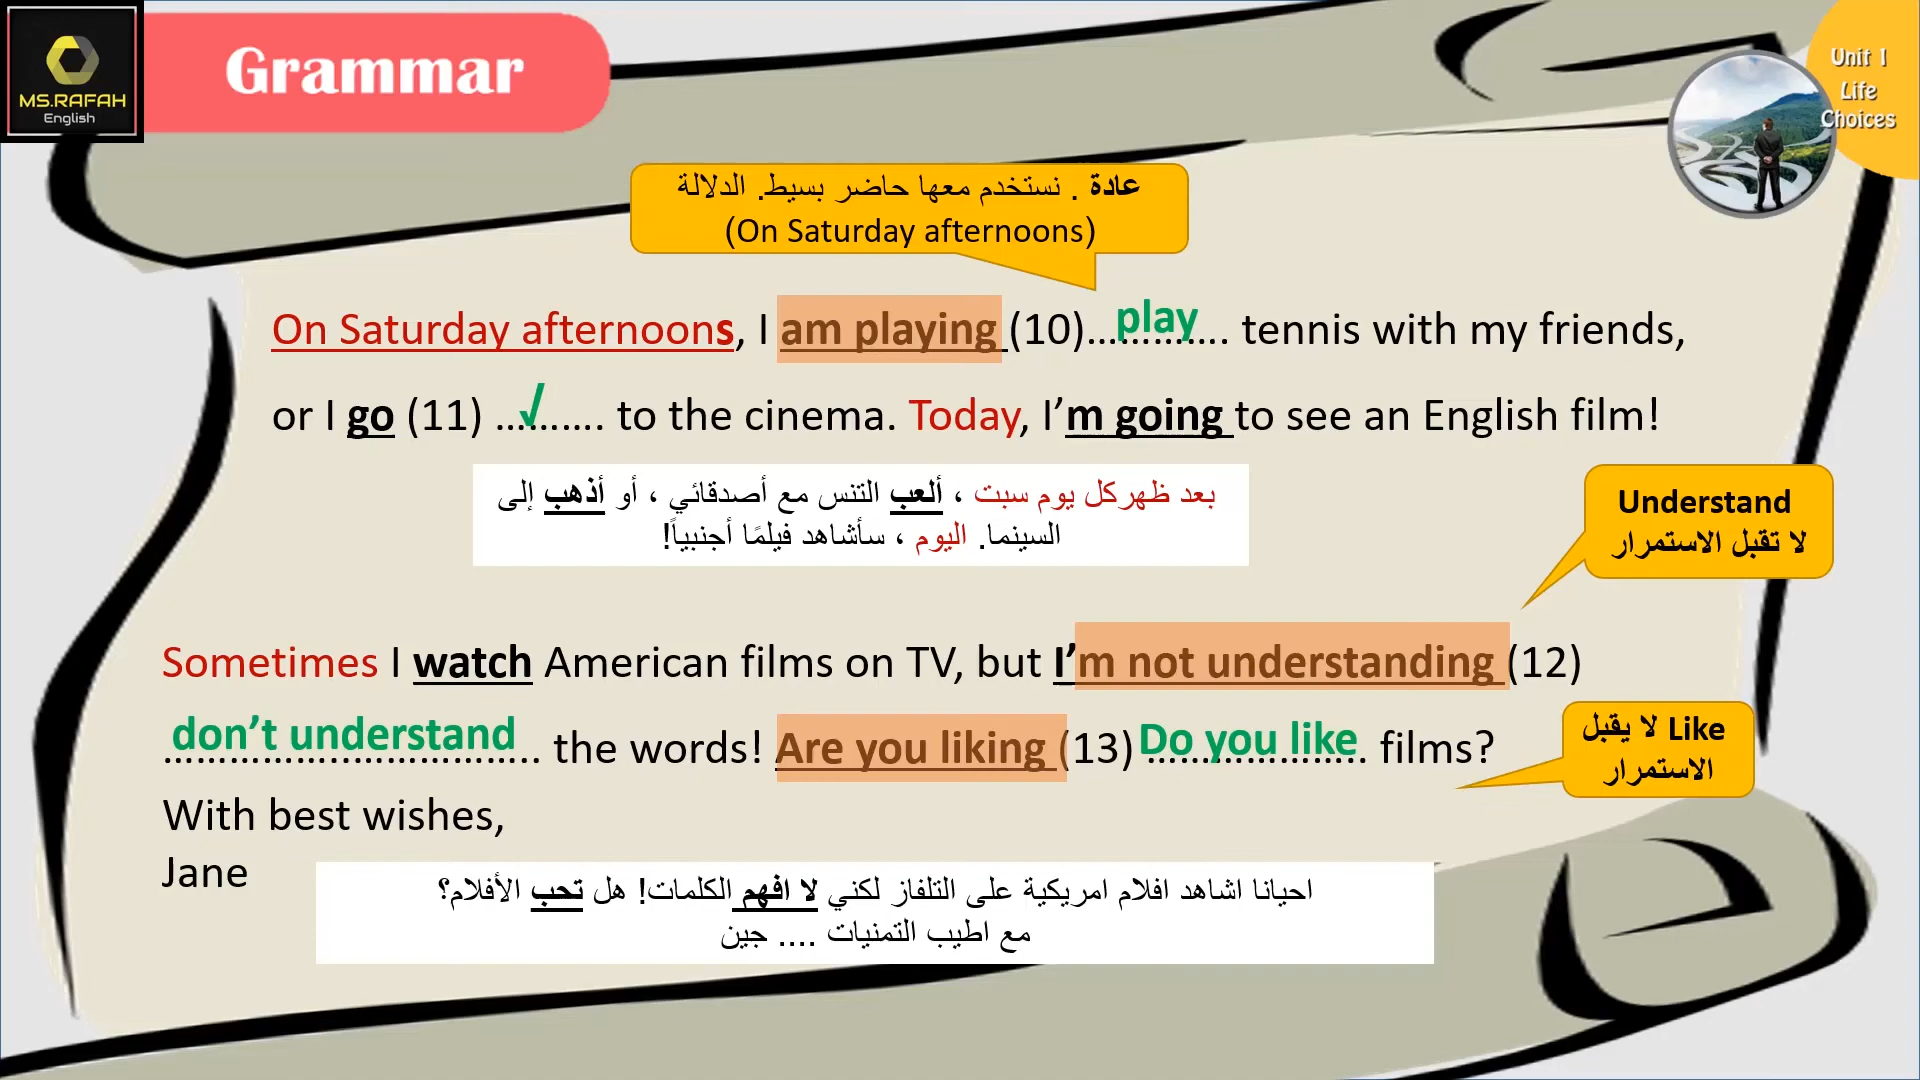 MS.RAFAH
English
Grammar
Unit 1
Life
Choices
عادة . نستخدم معها حاضر بسيط. الدلالة
(On Saturday afternoons)
On Saturday afternoons, I am playing (10)............. play tennis with my friends,
or I go (11) .......... √ to the cinema. Today, I’m going to see an English film!
بعد ظهركل يوم سبت ، ألعب التنس مع أصدقائي ، أو أذهب إلى
السينما. اليوم ، سأشاهد فيلمًا أجنبياً!
Understand
لا تقبل الاستمرار
Sometimes I watch American films on TV, but I’m not understanding (12)
don’t understand ................................ the words! Are you liking (13) Do you like .................... films?
Like لا يقبل
الاستمرار
With best wishes,
Jane
احيانا اشاهد افلام امريكية على التلفاز لكني لا افهم الكلمات! هل تحب الأفلام؟
مع اطيب التمنيات .... جين